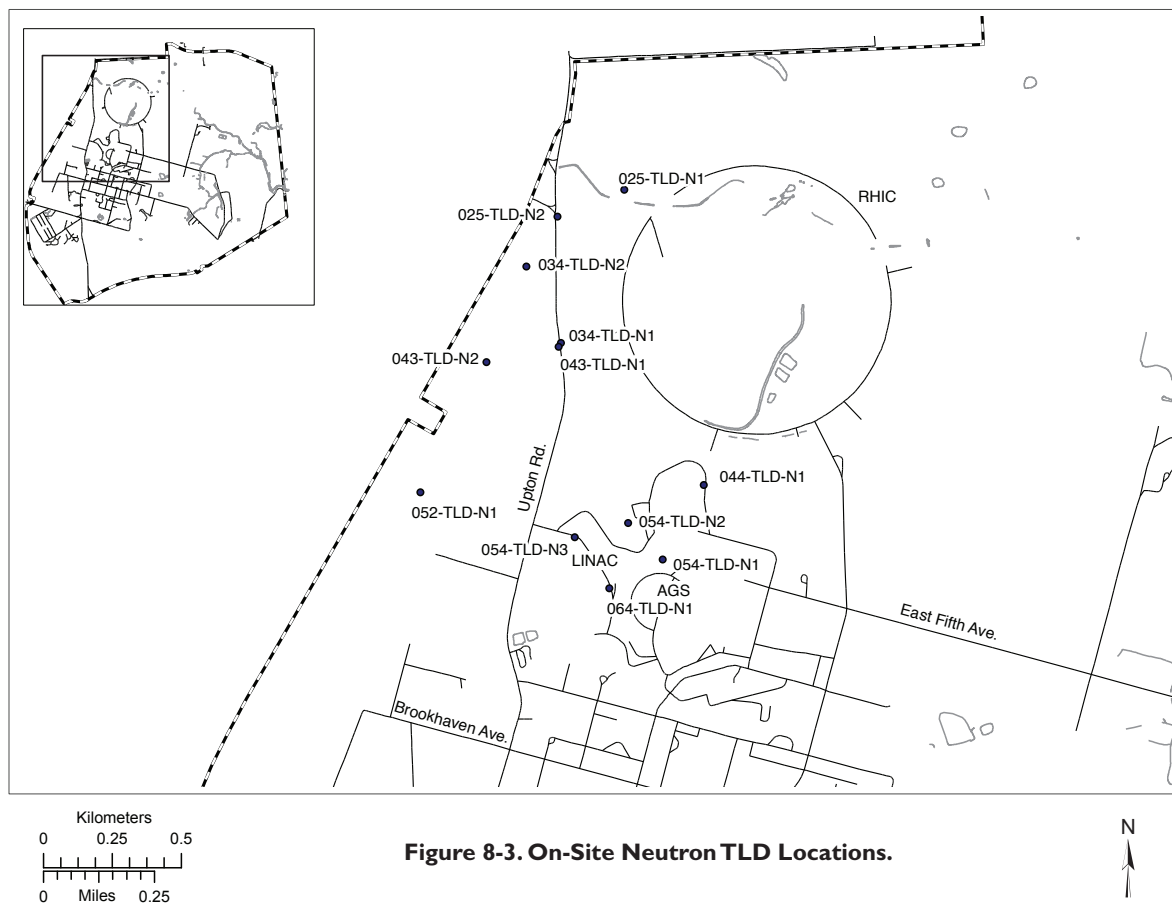 025-TLD-N1
RHIC
025-TLD-N2
034-TLD-N2
034-TLD-N1
043-TLD-N2
043-TLD-N1
Upton Rd.
044-TLD-N1
052-TLD-N1
054-TLD-N2
054-TLD-N3
LINAC
054-TLD-N1
AGS
064-TLD-N1
East Fifth Ave.
Brookhaven Ave.
Kilometers
0 0.25 0.5
0 Miles 0.25
Figure 8-3. On-Site Neutron TLD Locations.
N